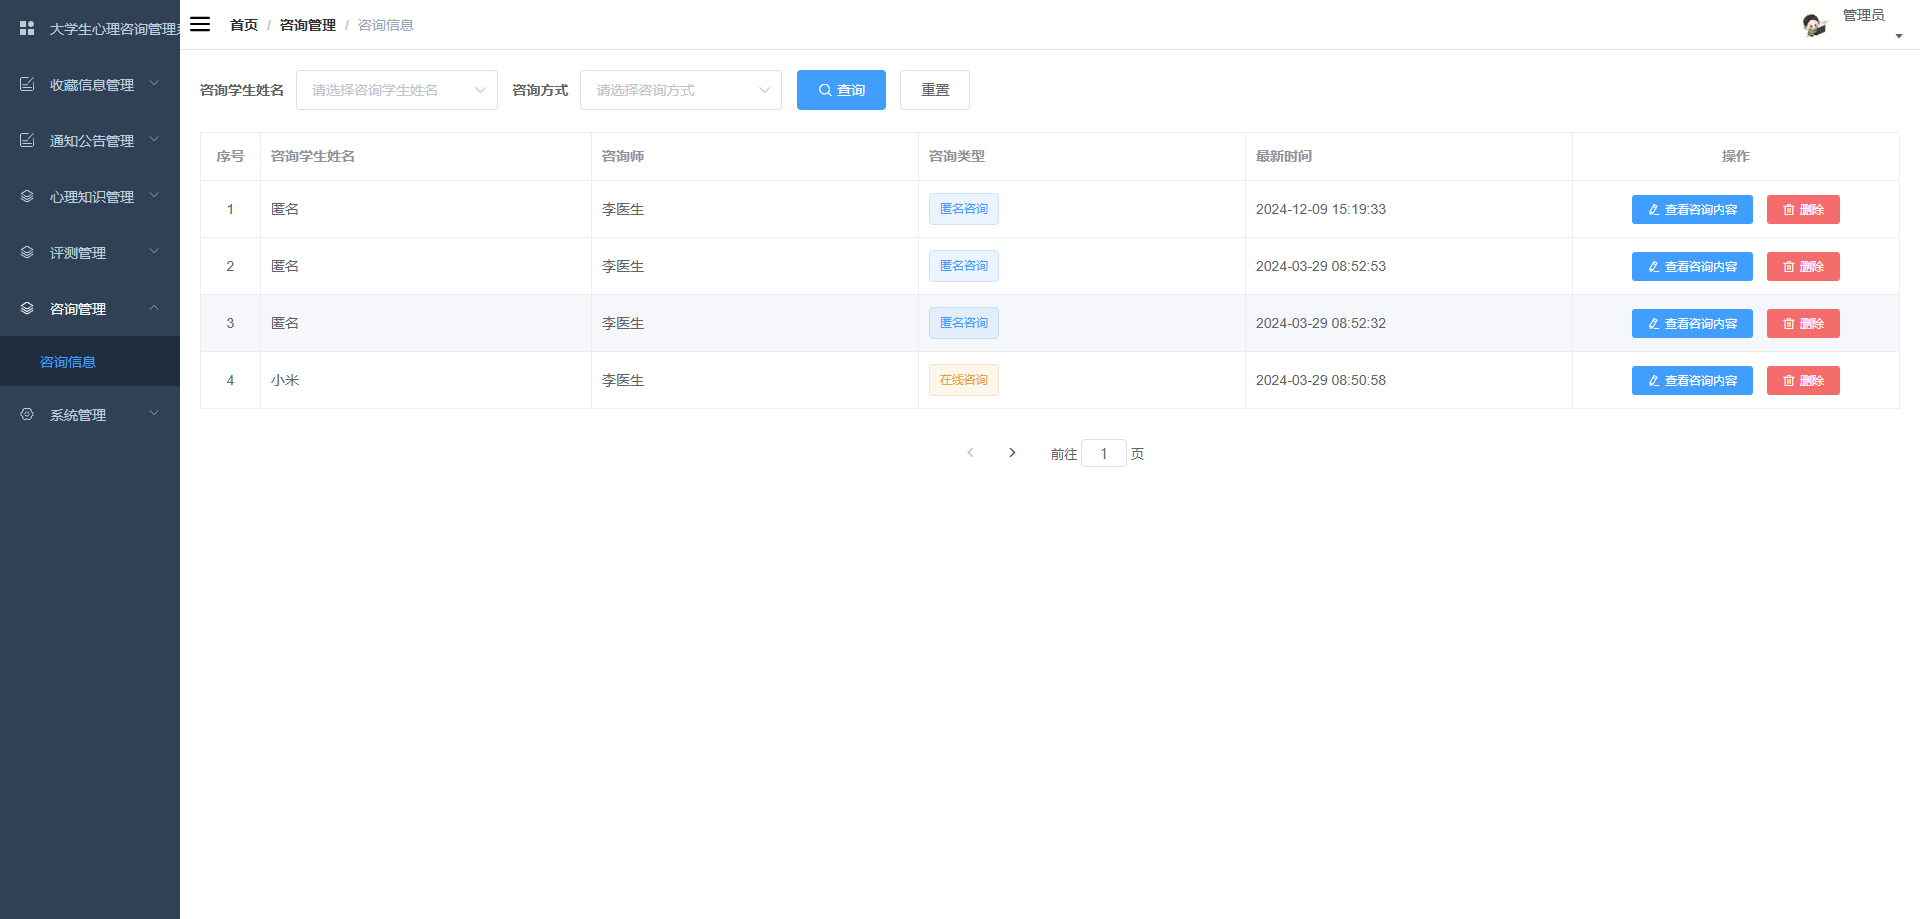 大学生心理咨询管理
收藏信息管理
通知公告管理
心理知识管理
评测管理
咨询管理
咨询信息
系统管理
首页 / 咨询管理 / 咨询信息
管理员
咨询学生姓名 请选择咨询学生姓名 咨询方式 请选择咨询方式 查询 重置
序号 咨询学生姓名 咨询师 咨询类型 最新时间 操作
1 匿名 李医生 匿名咨询 2024-12-09 15:19:33 查看咨询内容 删除
2 匿名 李医生 匿名咨询 2024-03-29 08:52:53 查看咨询内容 删除
3 匿名 李医生 匿名咨询 2024-03-29 08:52:32 查看咨询内容 删除
4 小米 李医生 在线咨询 2024-03-29 08:50:58 查看咨询内容 删除
前往 1 页